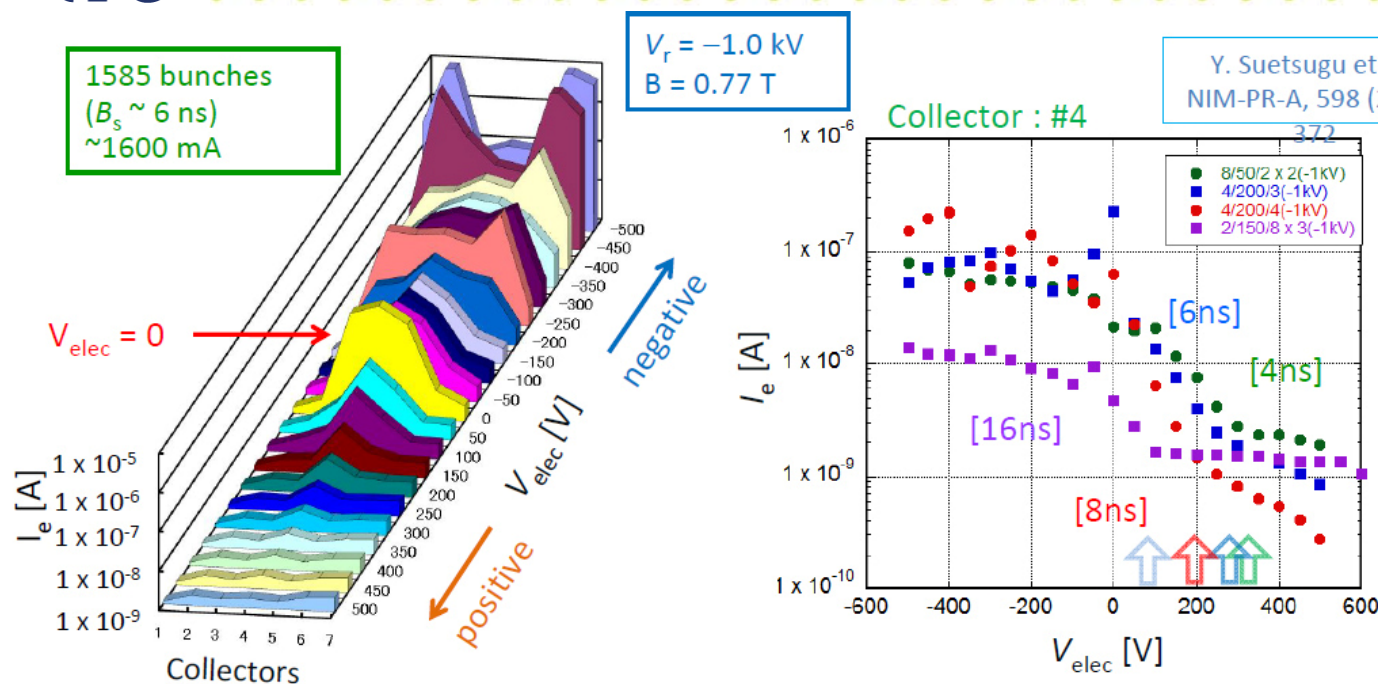 1585 bunches
(Bs ~ 6 ns)
~1600 mA
Vr = −1.0 kV
B = 0.77 T
Y. Suetsugu et
NIM-PR-A, 598 (
372
Velec = 0
negative
positive
Velec [V]
−500
−450
−400
−350
−300
−250
−200
−150
−100
−50
0
50
100
150
200
250
300
350
400
450
500
Ie [A]
1 x 10-5
1 x 10-6
1 x 10-7
1 x 10-8
1 x 10-9
1 2 3 4 5 6 7
Collectors
Collector : #4
8/50/2 x 2(-1kV)
4/200/3(-1kV)
4/200/4(-1kV)
2/150/8 x 3(-1kV)
Ie [A]
1 x 10-6
1 x 10-7
1 x 10-8
1 x 10-9
1 x 10-10
[6ns]
[4ns]
[16ns]
[8ns]
−600 −400 −200 0 200 400 600
Velec [V]